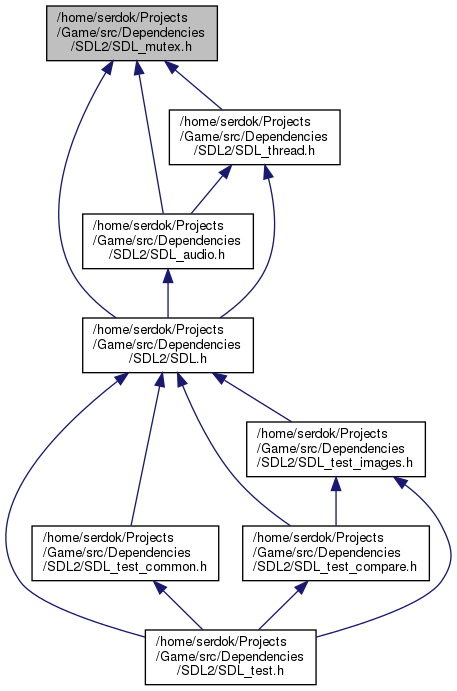 /home/serdok/Projects
/Game/src/Dependencies
/SDL2/SDL_mutex.h
/home/serdok/Projects
/Game/src/Dependencies
/SDL2/SDL_thread.h
/home/serdok/Projects
/Game/src/Dependencies
/SDL2/SDL_audio.h
/home/serdok/Projects
/Game/src/Dependencies
/SDL2/SDL.h
/home/serdok/Projects
/Game/src/Dependencies
/SDL2/SDL_test_images.h
/home/serdok/Projects
/Game/src/Dependencies
/SDL2/SDL_test_common.h
/home/serdok/Projects
/Game/src/Dependencies
/SDL2/SDL_test_compare.h
/home/serdok/Projects
/Game/src/Dependencies
/SDL2/SDL_test.h